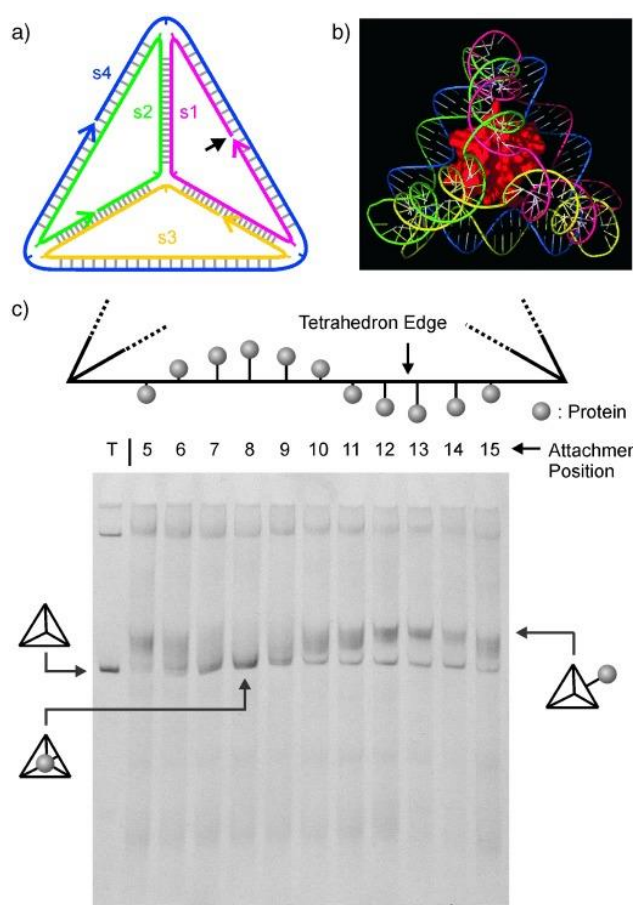 a)
b)
s4
s2
s1
s3
c)
Tetrahedron Edge
: Protein
T 5 6 7 8 9 10 11 12 13 14 15
Attachmer
Position